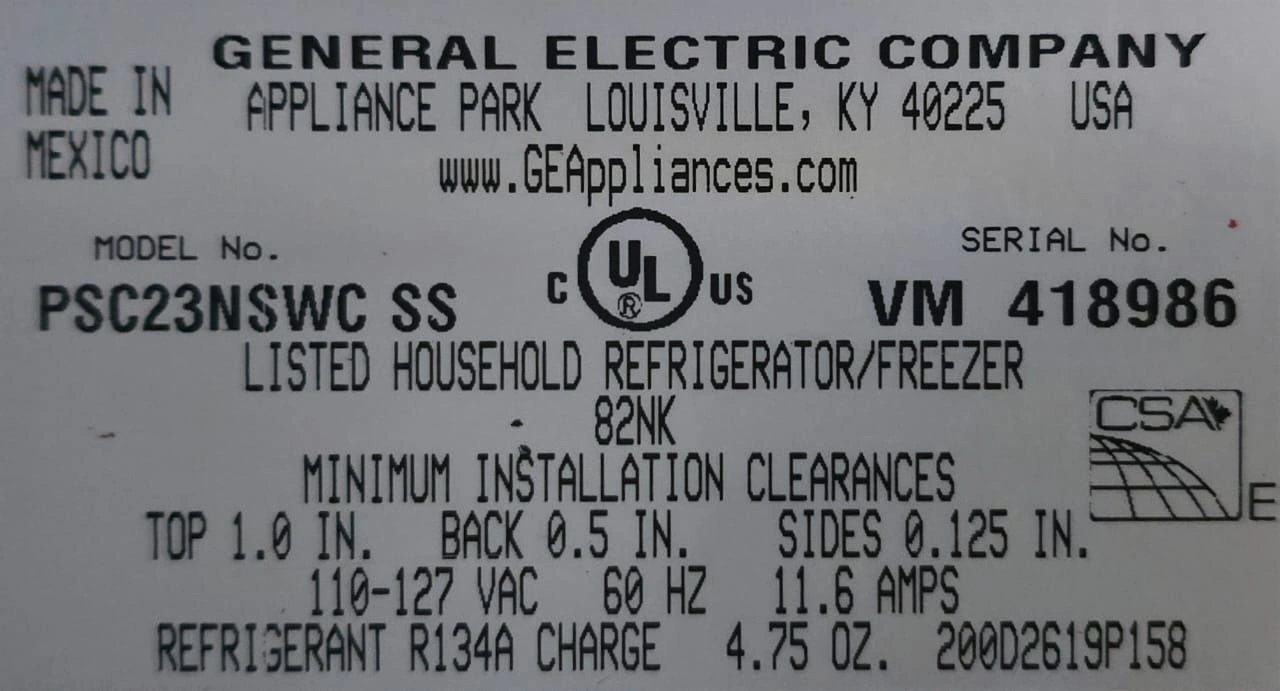 GENERAL ELECTRIC COMPANY
MADE IN
MEXICO
APPLIANCE PARK LOUISVILLE, KY 40225 USA
www.GEAppliances.com
MODEL No.
PSC23NSWC SS
C UL ® US
SERIAL No.
VM 418986
LISTED HOUSEHOLD REFRIGERATOR/FREEZER
82NK
CSA
E
MINIMUM INSTALLATION CLEARANCES
TOP 1.0 IN. BACK 0.5 IN. SIDES 0.125 IN.
110-127 VAC 60 HZ 11.6 AMPS
REFRIGERANT R134A CHARGE 4.75 OZ. 200D2619P158